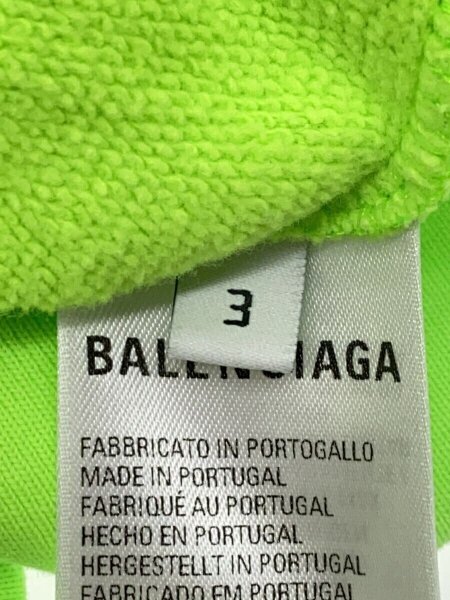 3
BALENCIAGA
FABBRICATO IN PORTOGALLO
MADE IN PORTUGAL
FABRIQUÉ AU PORTUGAL
HECHO EN PORTUGAL
HERGESTELLT IN PORTUGAL
FABRICADO EM PORTUGAL